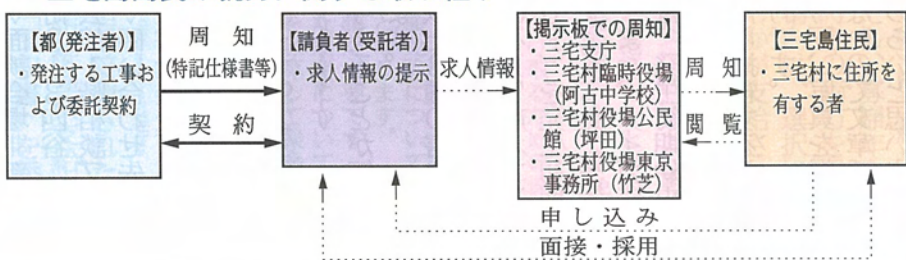 【都(発注者)】
・発注する工事お
よび委託契約
周 知
(特記仕様書等)
契 約
【請負者(受託者)】
・求人情報の提示
求人情報
【掲示板での周知】
・三宅支庁
・三宅村臨時役場
(阿古中学校)
・三宅村役場公民
館(坪田)
・三宅村役場東京
事務所(竹芝)
周 知
閲 覧
【三宅島住民】
・三宅村に住所を
有する者
申 し 込 み
面接・採用